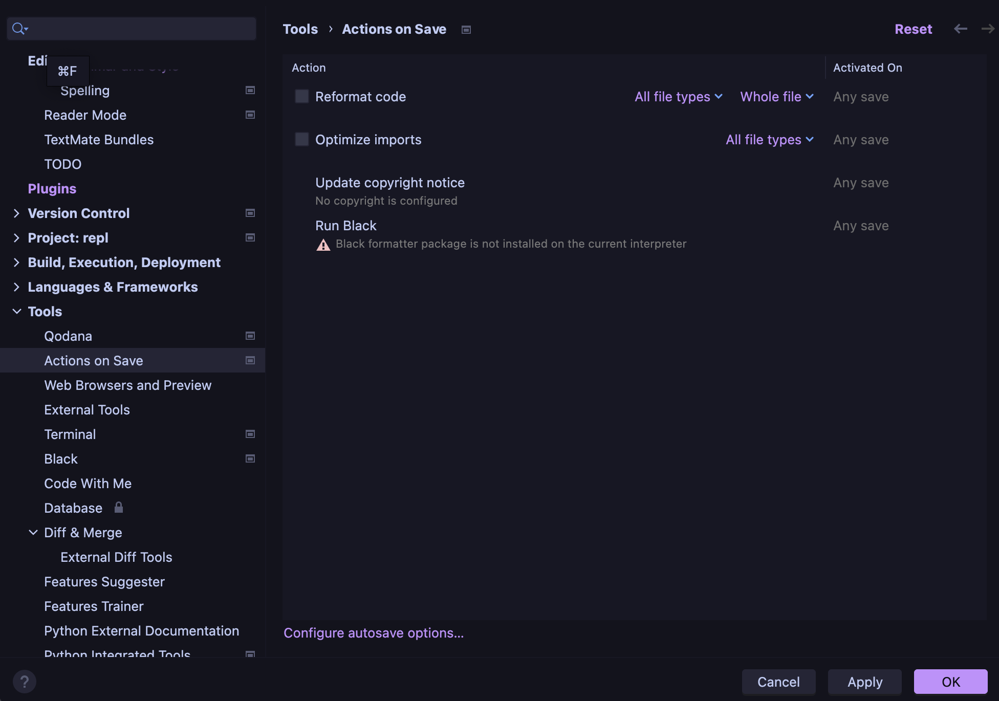 Edi
⌘F
Spelling
Reader Mode
TextMate Bundles
TODO
Plugins
Version Control
Project: repl
Build, Execution, Deployment
Languages & Frameworks
Tools
Qodana
Actions on Save
Web Browsers and Preview
External Tools
Terminal
Black
Code With Me
Database
Diff & Merge
External Diff Tools
Features Suggester
Features Trainer
Python External Documentation
Python Integrated Tools
Tools › Actions on Save
Reset
Action Activated On
Reformat code All file types Whole file Any save
Optimize imports All file types Any save
Update copyright notice Any save
No copyright is configured
Run Black Any save
Black formatter package is not installed on the current interpreter
Configure autosave options...
?
Cancel Apply OK